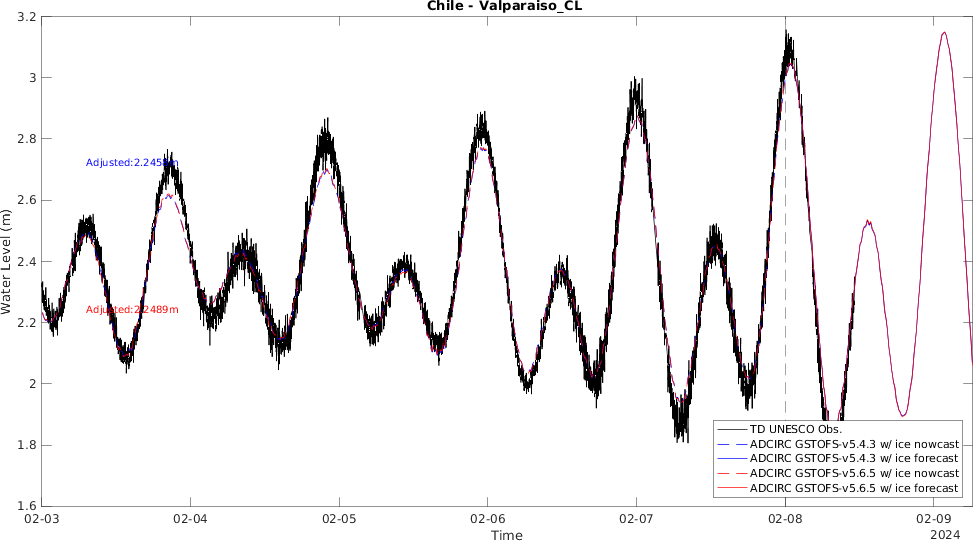 Chile - Valparaiso_CL
3.2
3
2.8
2.6
2.4
2.2
2
1.8
1.6
Water Level (m)
Adjusted:2.2458m
Adjusted:2.2489m
TD UNESCO Obs.
ADCIRC GSTOFS-v5.4.3 w/ ice nowcast
ADCIRC GSTOFS-v5.4.3 w/ ice forecast
ADCIRC GSTOFS-v5.6.5 w/ ice nowcast
ADCIRC GSTOFS-v5.6.5 w/ ice forecast
02-03 02-04 02-05 02-06 02-07 02-08 02-09
Time
2024